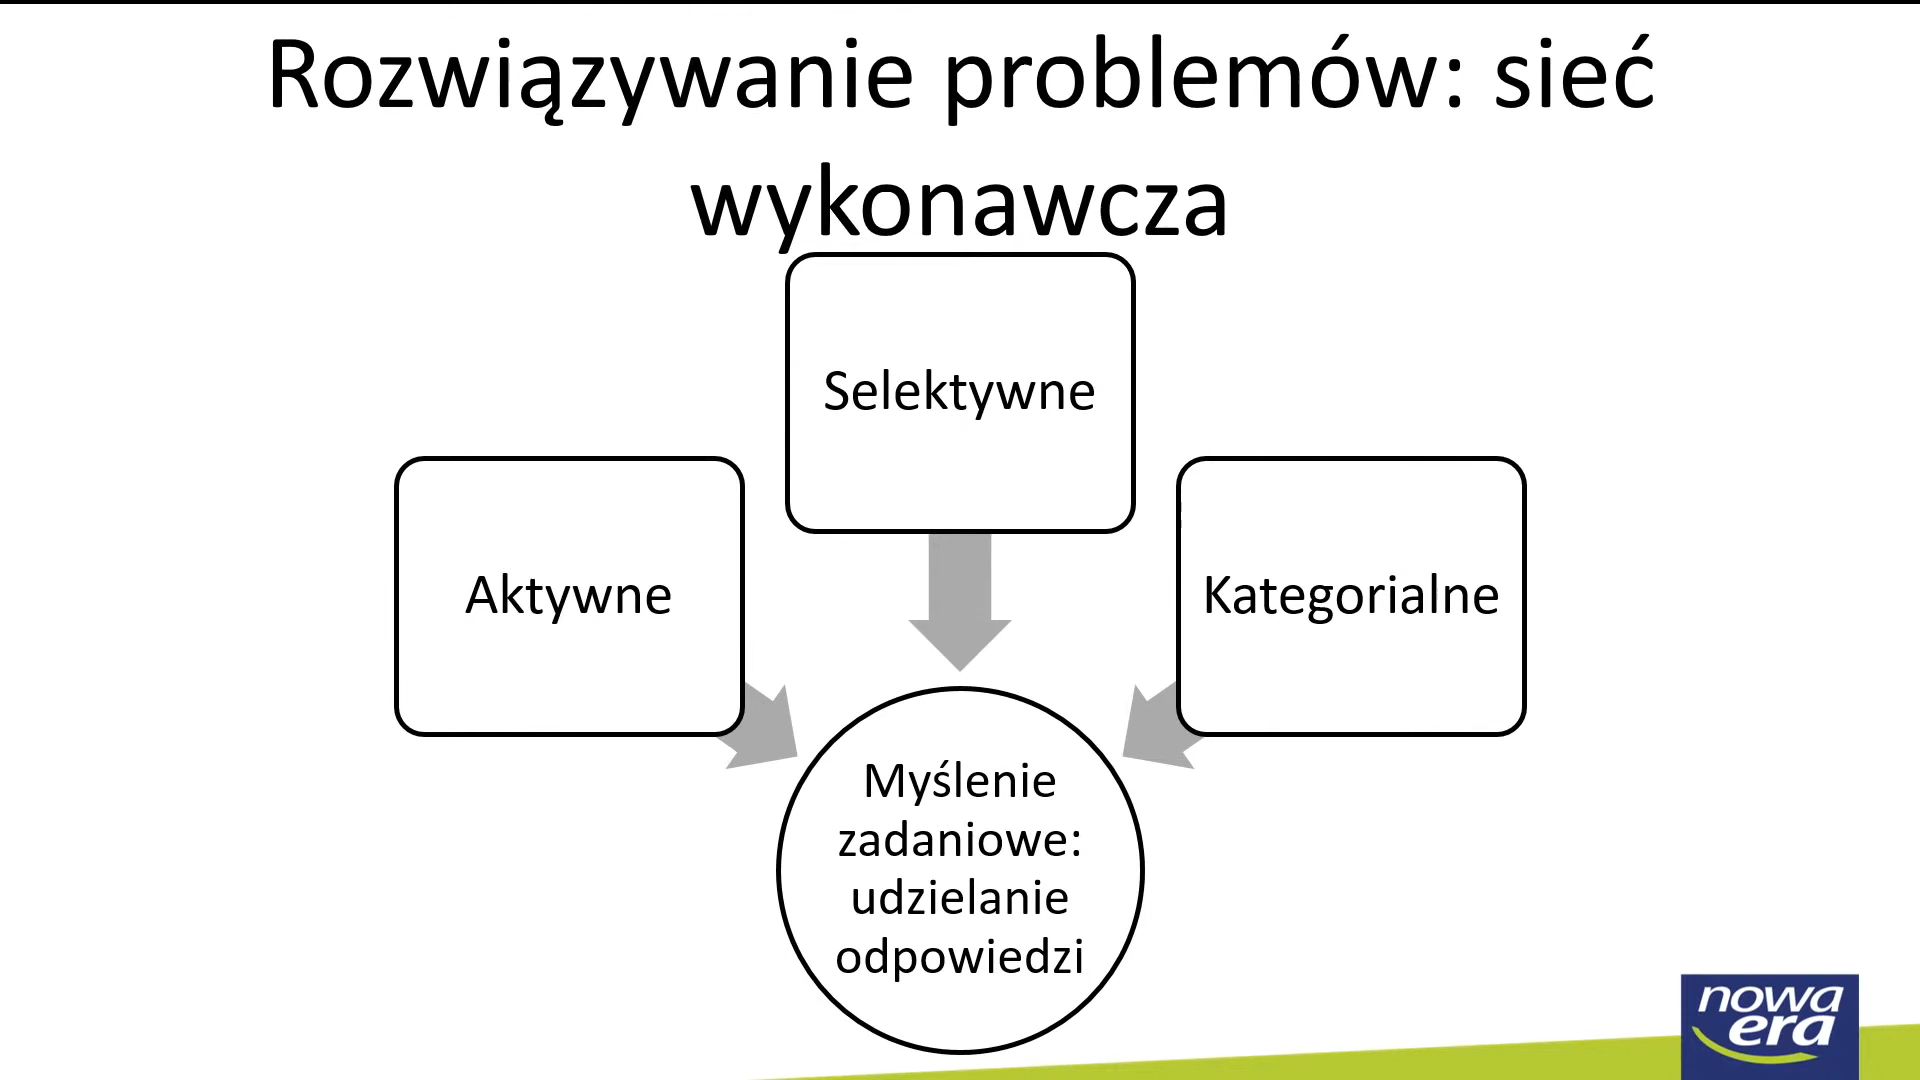 Rozwiązywanie problemów: sieć
wykonawcza
Selektywne
Aktywne
Kategorialne
Myślenie
zadaniowe:
udzielanie
odpowiedzi
nowa
era